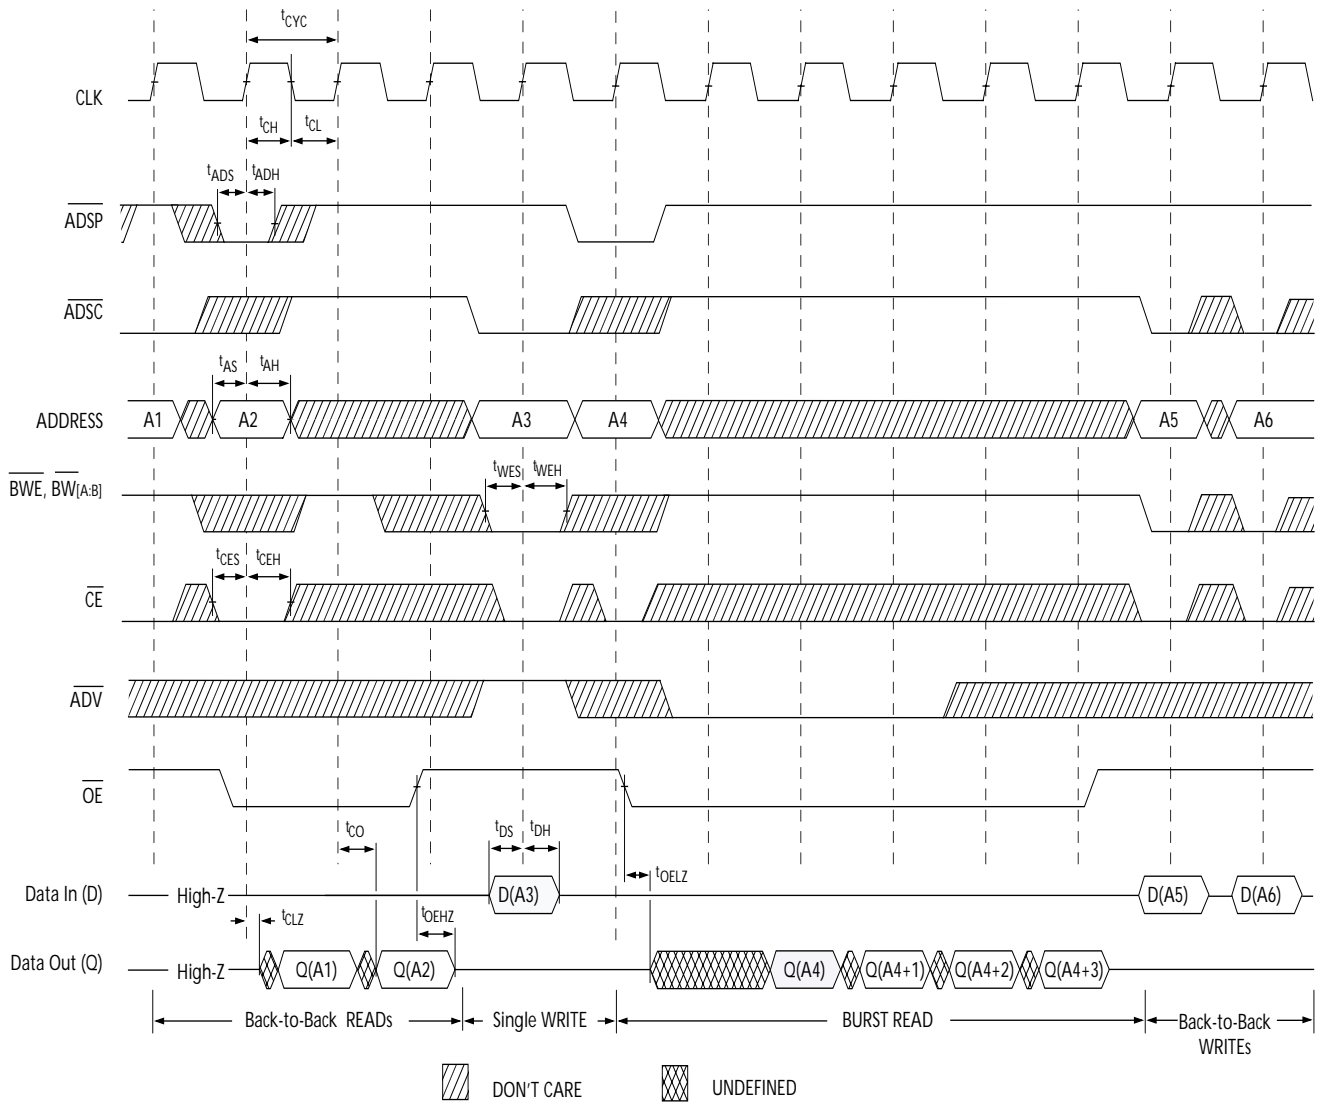 tCYC
CLK
tCH tCL
tADS tADH
ADSP
ADSC
tAS tAH
ADDRESS A1 A2 A3 A4 A5 A6
BWE, BW[A:B]
tWES tWEH
tCES tCEH
CE
ADV
OE
tCO tDS tDH
tOELZ
Data In (D) High-Z D(A3) D(A5) D(A6)
tCLZ tOEHZ
Data Out (Q) High-Z Q(A1) Q(A2) Q(A4) Q(A4+1) Q(A4+2) Q(A4+3)
Back-to-Back READs Single WRITE BURST READ Back-to-Back
WRITEs
DON'T CARE UNDEFINED